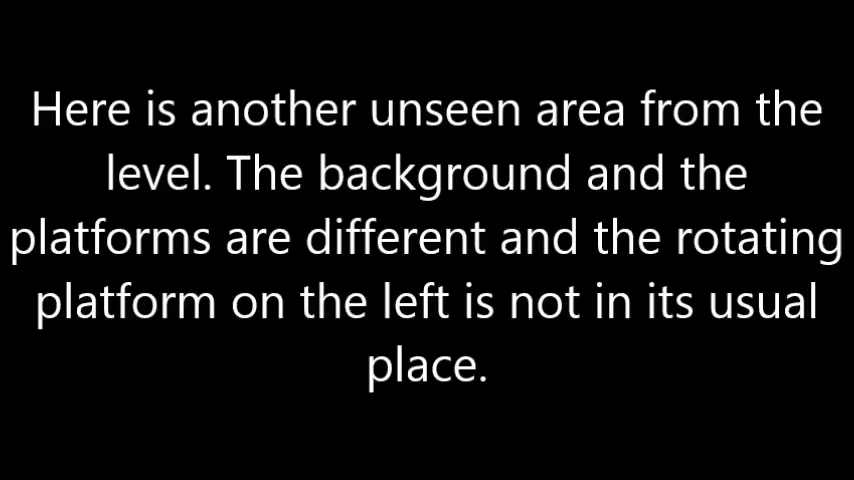 Here is another unseen area from the
level. The background and the
platforms are different and the rotating
platform on the left is not in its usual
place.